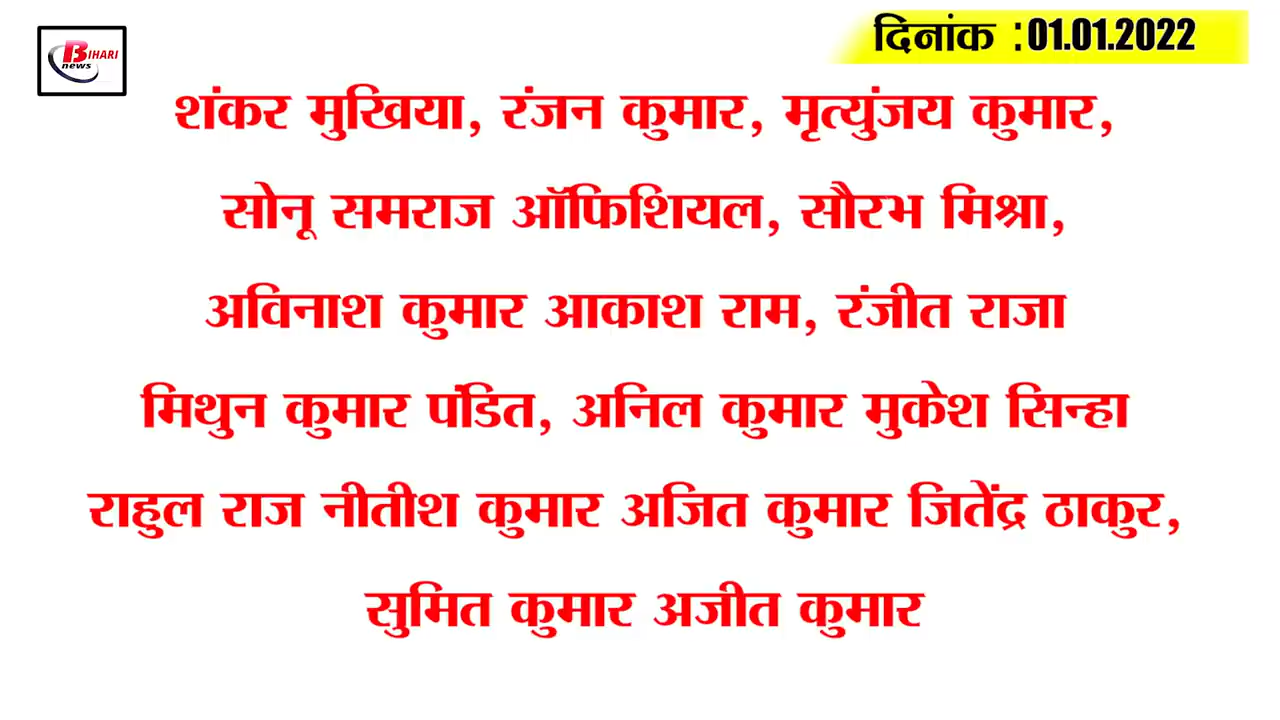 BIHARI
news
दिनांक :01.01.2022
शंकर मुखिया, रंजन कुमार, मृत्युंजय कुमार,
सोनू समराज ऑफिशियल, सौरभ मिश्रा,
अविनाश कुमार आकाश राम, रंजीत राजा
मिथुन कुमार पंडित, अनिल कुमार मुकेश सिन्हा
राहुल राज नीतीश कुमार अजित कुमार जितेंद्र ठाकुर,
सुमित कुमार अजीत कुमार